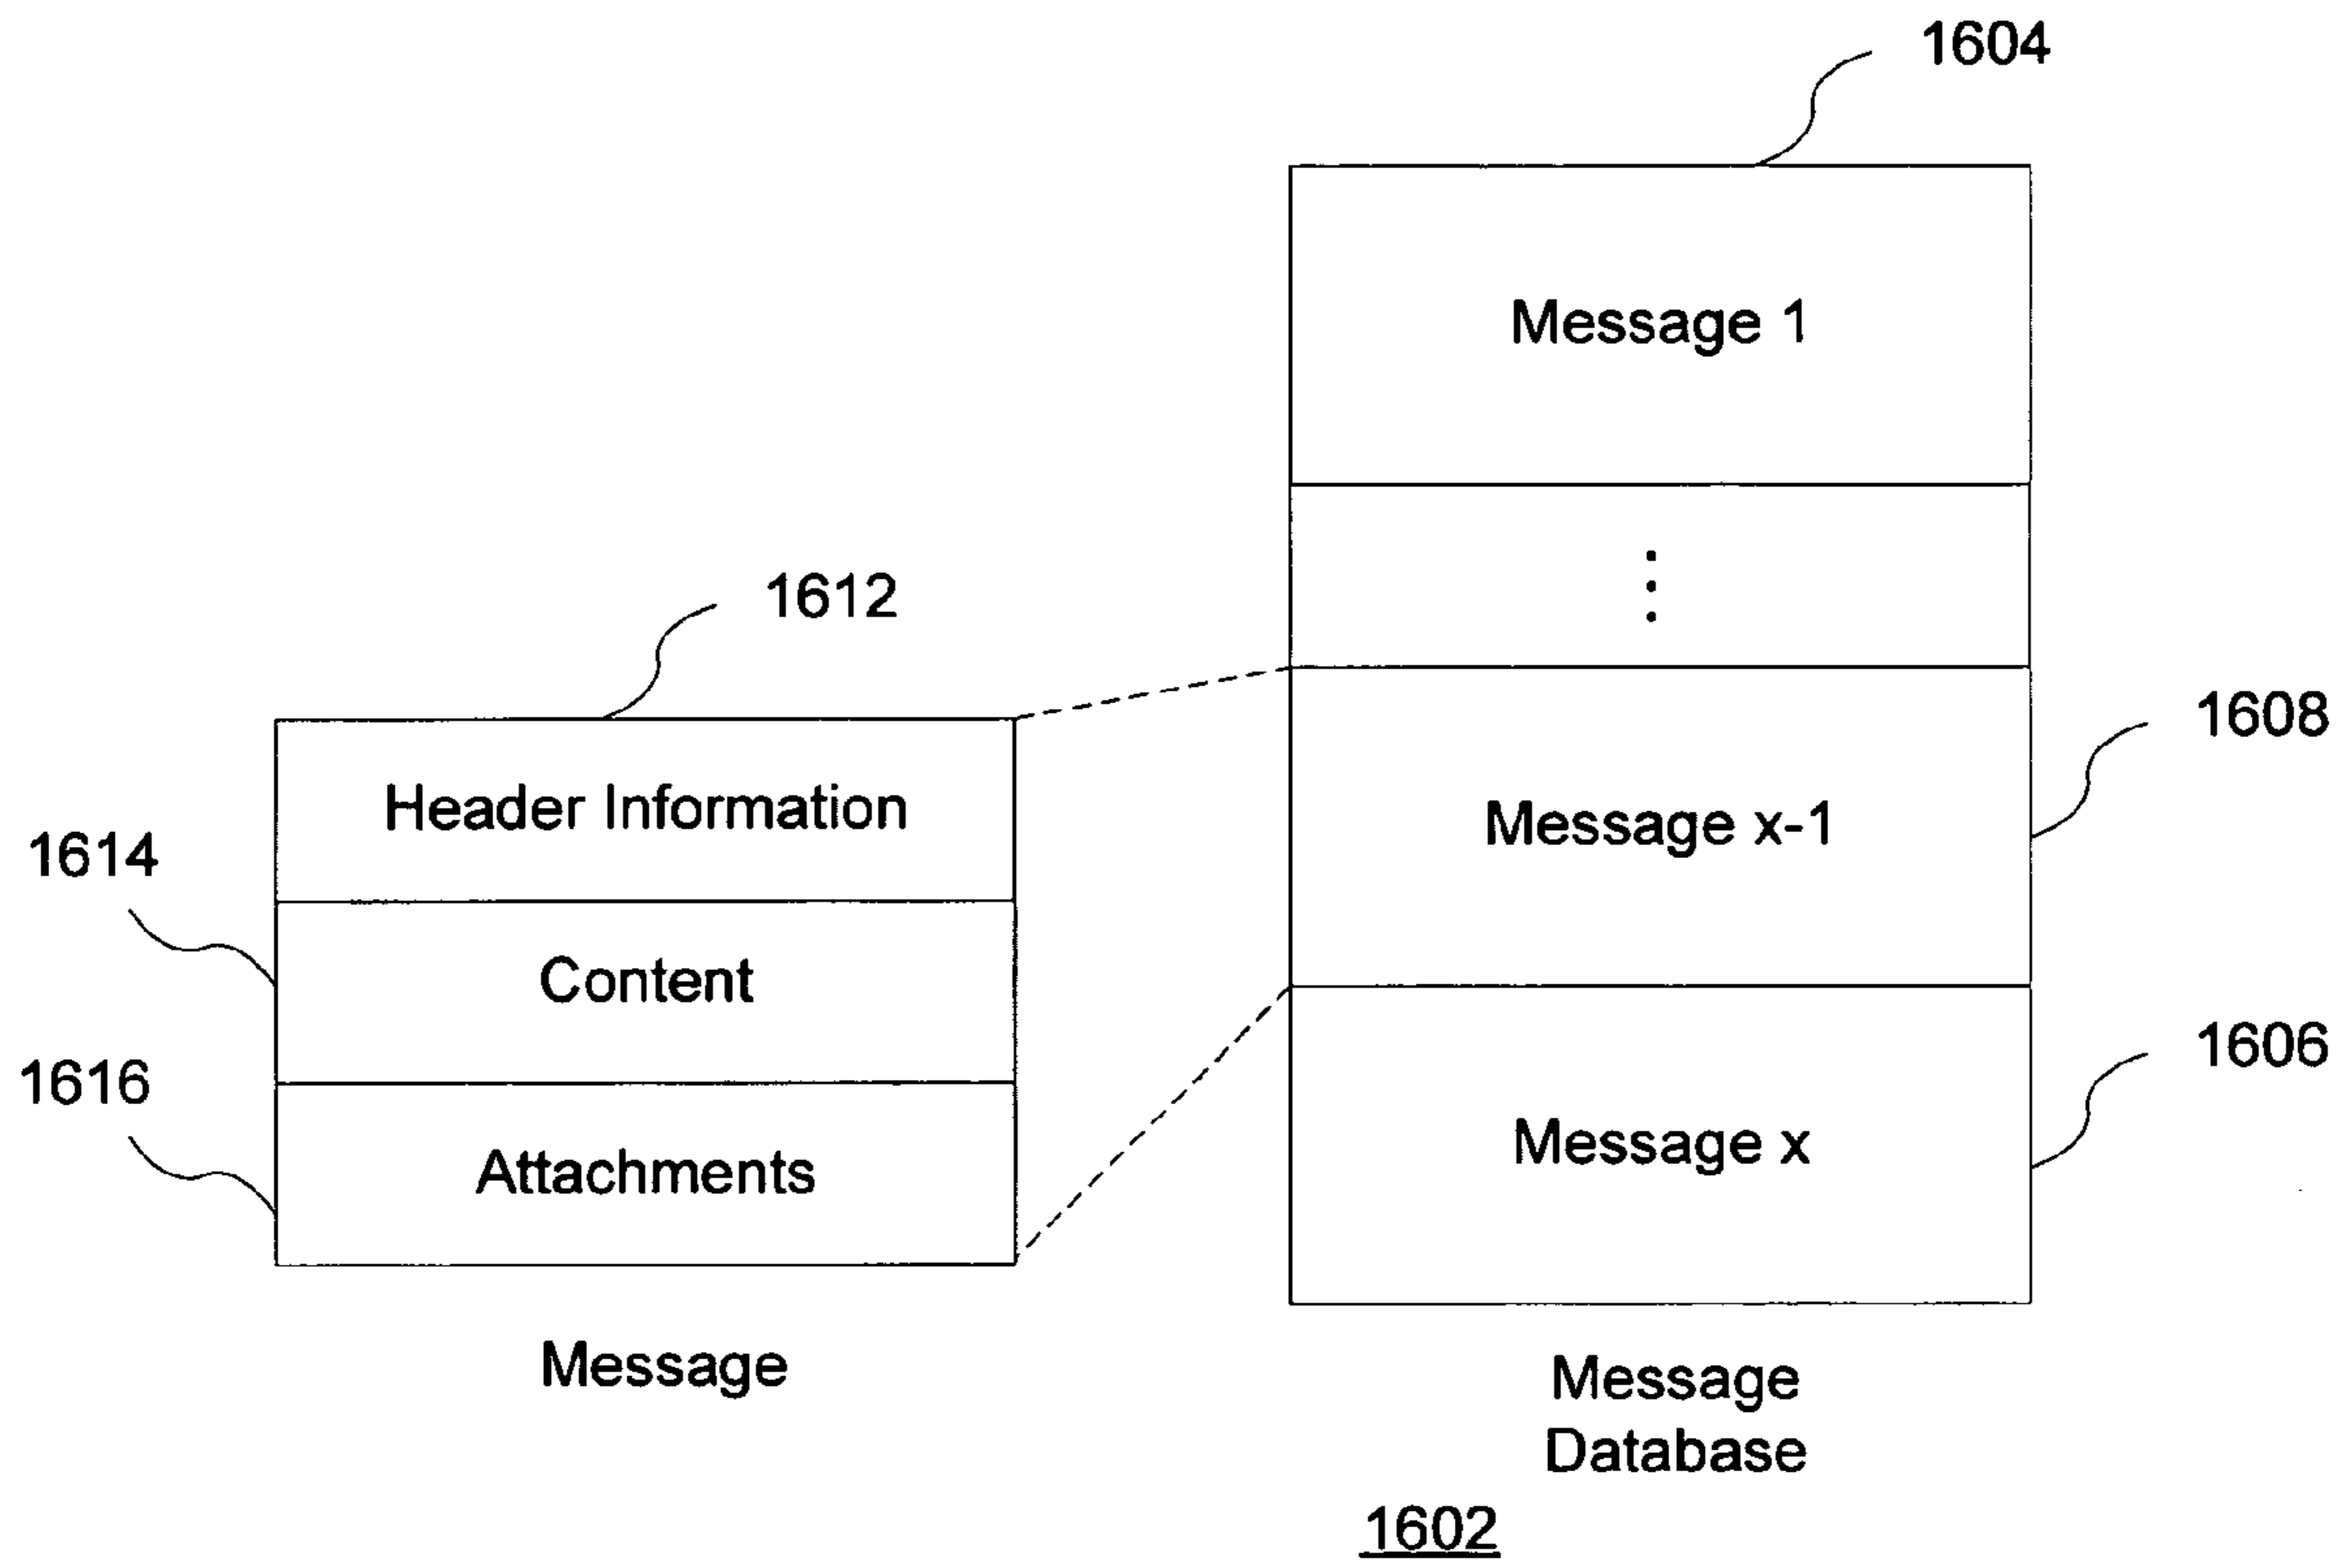 1604
Message 1
1612
1608
Header Information
Message x-1
1614
Content
1606
1616
Message x
Attachments
Message
Message
Database
1602